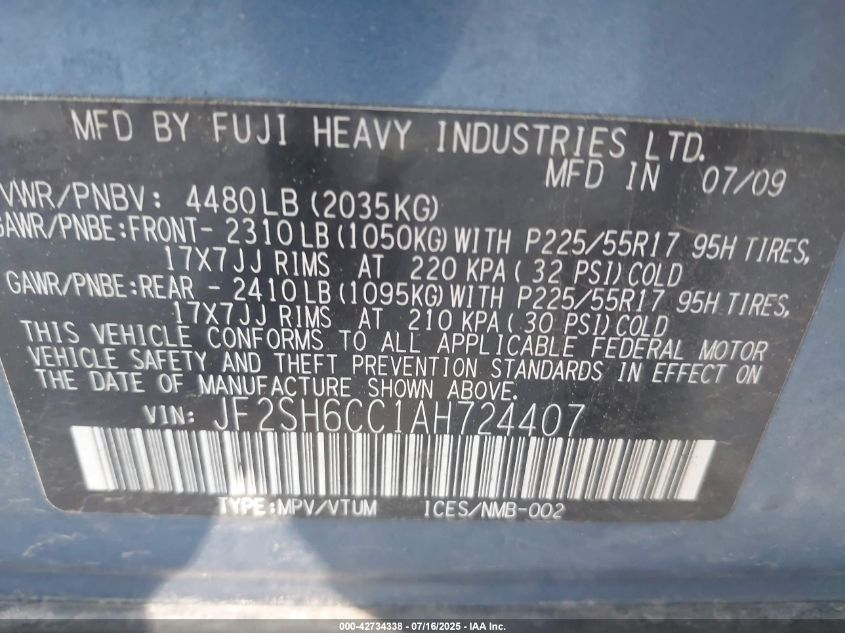 MFD BY FUJI HEAVY INDUSTRIES LTD.
MFD IN 07/09
VWR/PNBV: 4480LB (2035KG)
GAWR/PNBE:FRONT- 2310LB(1050KG)WITH P225/55R17 95H TIRES,
17X7JJ RIMS AT 220 KPA( 32 PSI)COLD
GAWR/PNBE:REAR - 2410LB(1095KG)WITH P225/55R17 95H TIRES,
17X7JJ RIMS AT 210 KPA( 30 PSI)COLD
THIS VEHICLE CONFORMS TO ALL APPLICABLE FEDERAL MOTOR
VEHICLE SAFETY AND THEFT PREVENTION STANDARDS IN EFFECT ON
THE DATE OF MANUFACTURE SHOWN ABOVE.
VIN: JF2SH6CC1AH724407
TYPE:MPV/VTUM ICES/NMB-002
000-42734338 - 07/16/2025 - IAA Inc.